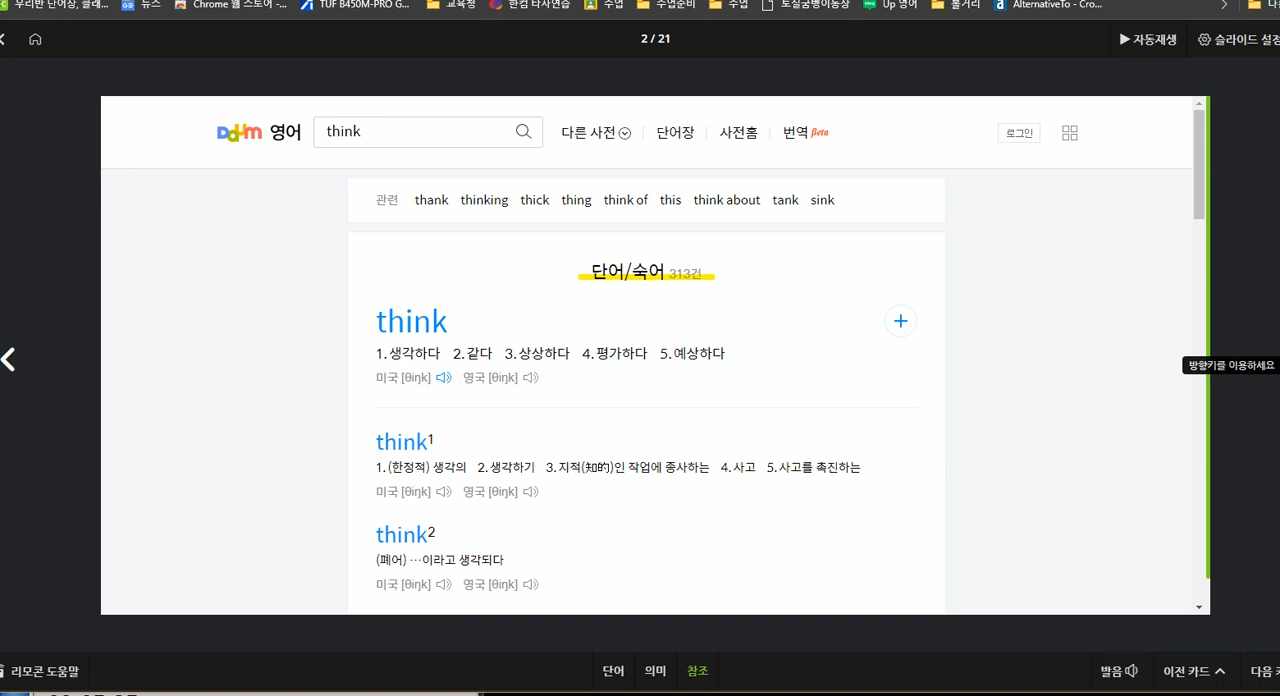 우리반 단어장, 클래... 뉴스 Chrome 웹 스토어 -... TUF B450M-PRO G... 교육청 한컴 타자연습 수업 수업준비 수업 토실굼벵이동장 Up 영어 볼거리 AlternativeTo - Cro...
2 / 21
자동재생 슬라이드 설정
Daum 영어 think 다른 사전 단어장 사전홈 번역 Beta 로그인
관련 thank thinking thick thing think of this think about tank sink
단어/숙어 313건
think
1.생각하다 2.같다 3.상상하다 4.평가하다 5.예상하다
미국 [θiŋk] 영국 [θiŋk]
방향키를 이용하세요
think1
1.(한정적) 생각의 2.생각하기 3.지적(知的)인 작업에 종사하는 4.사고 5.사고를 촉진하는
미국 [θiŋk] 영국 [θiŋk]
think2
(폐어) …이라고 생각되다
미국 [θiŋk] 영국 [θiŋk]
리모콘 도움말 단어 의미 참조 발음 이전 카드 다음